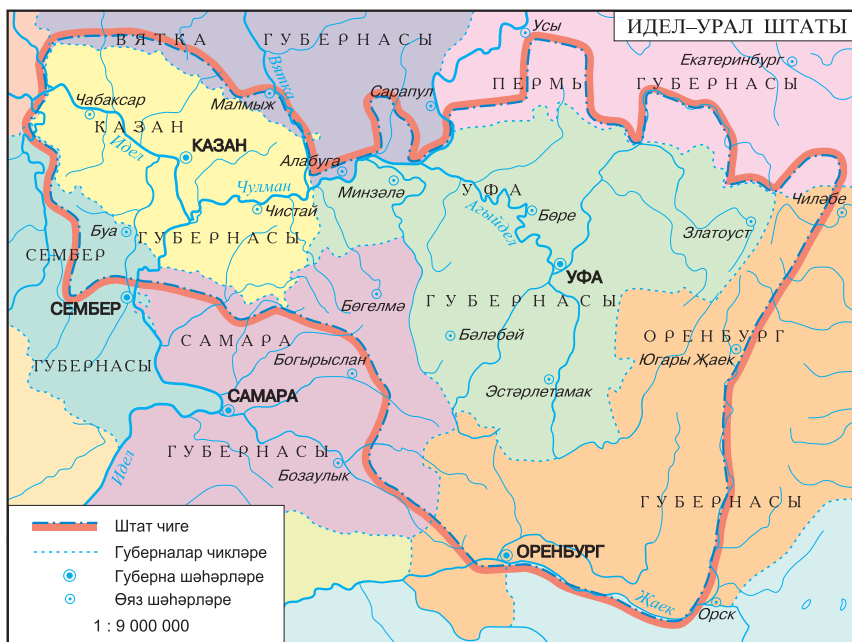 ИДЕЛ–УРАЛ ШТАТЫ
Усы
ВЯТКА ГУБЕРНАСЫ
Екатеринбург
ПЕРМЬ ГУБЕРНАСЫ
Вятка
Сарапул
Чабаксар
Малмыж
КАЗАН
Идел
КАЗАН
Алабуга
Чулман
Минзәлә
УФА
Чиләбе
Чистай
Агыйдел
Бөре
Буа
ГУБЕРНАСЫ
Златоуст
СЕМБЕР
УФА
Бөгелмә
СЕМБЕР
ГУБЕРНАСЫ
САМАРА
Бәләбәй
ОРЕНБУРГ
Богырыслан
Югары Җаек
ГУБЕРНАСЫ
Эстәрлетамак
САМАРА
ГУБЕРНАСЫ
Идел
Бозаулык
ГУБЕРНАСЫ
Штат чиге
Губерналар чикләре
ОРЕНБУРГ
Губерна шәһәрләре
Өяз шәһәрләре
Җаек
Орск
1 : 9 000 000